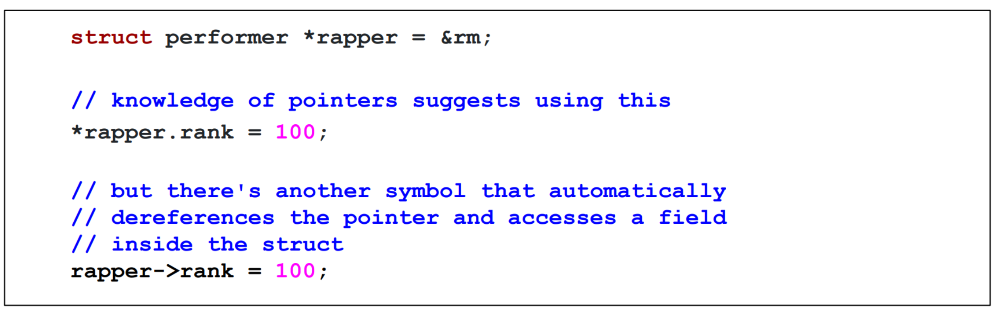 struct performer *rapper = &rm;
// knowledge of pointers suggests using this
*rapper.rank = 100;
// but there's another symbol that automatically
// dereferences the pointer and accesses a field
// inside the struct
rapper->rank = 100;